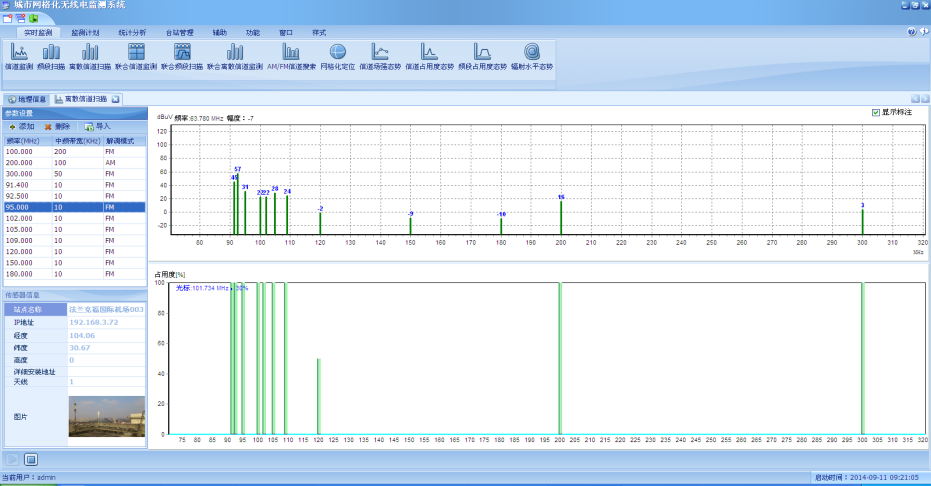 城市网格化无线电监测系统
实时监测 监测计划 统计分析 台站管理 辅助 功能 窗口 样式
信道监测 频段扫描 离散信道扫描 联合信道监测 联合频段扫描 联合离散信道监测 AM/FM信道搜索 网格化定位 信道场强态势 信道占用度态势 频段占用度态势 辐射水平态势
地理信息 离散信道扫描
参数设置
添加 删除 导入
频率(MHz) 中频带宽(KHz) 解调模式
100.000 200 FM
200.000 100 AM
300.000 50 FM
91.400 10 FM
92.500 10 FM
95.000 10 FM
102.000 10 FM
105.000 10 FM
109.000 10 FM
120.000 10 FM
150.000 10 FM
180.000 10 FM
传感器信息
站点名称 法兰克福国际机场003
IP地址 192.168.3.72
经度 104.06
纬度 30.67
高度 0
详细安装地址
天线 1
图片
dBuV 频率:63.780 MHz 幅度：-7
显示标注
120
100
80
60
40
20
0
-20
57
45
31
22 22
28
24
-2
-9
-10
16
3
80 90 100 110 120 130 140 150 160 170 180 190 200 210 220 230 240 250 260 270 280 290 300 310 320
MHz
占用度[%]
光标:101.734 MHz , 30%
100
80
60
40
20
0
75 80 85 90 95 100 105 110 115 120 125 130 135 140 145 150 155 160 165 170 175 180 185 190 195 200 205 210 215 220 225 230 235 240 245 250 255 260 265 270 275 280 285 290 295 300 305 310 315 320
当前用户：admin
启动时间：2014-09-11 09:21:05